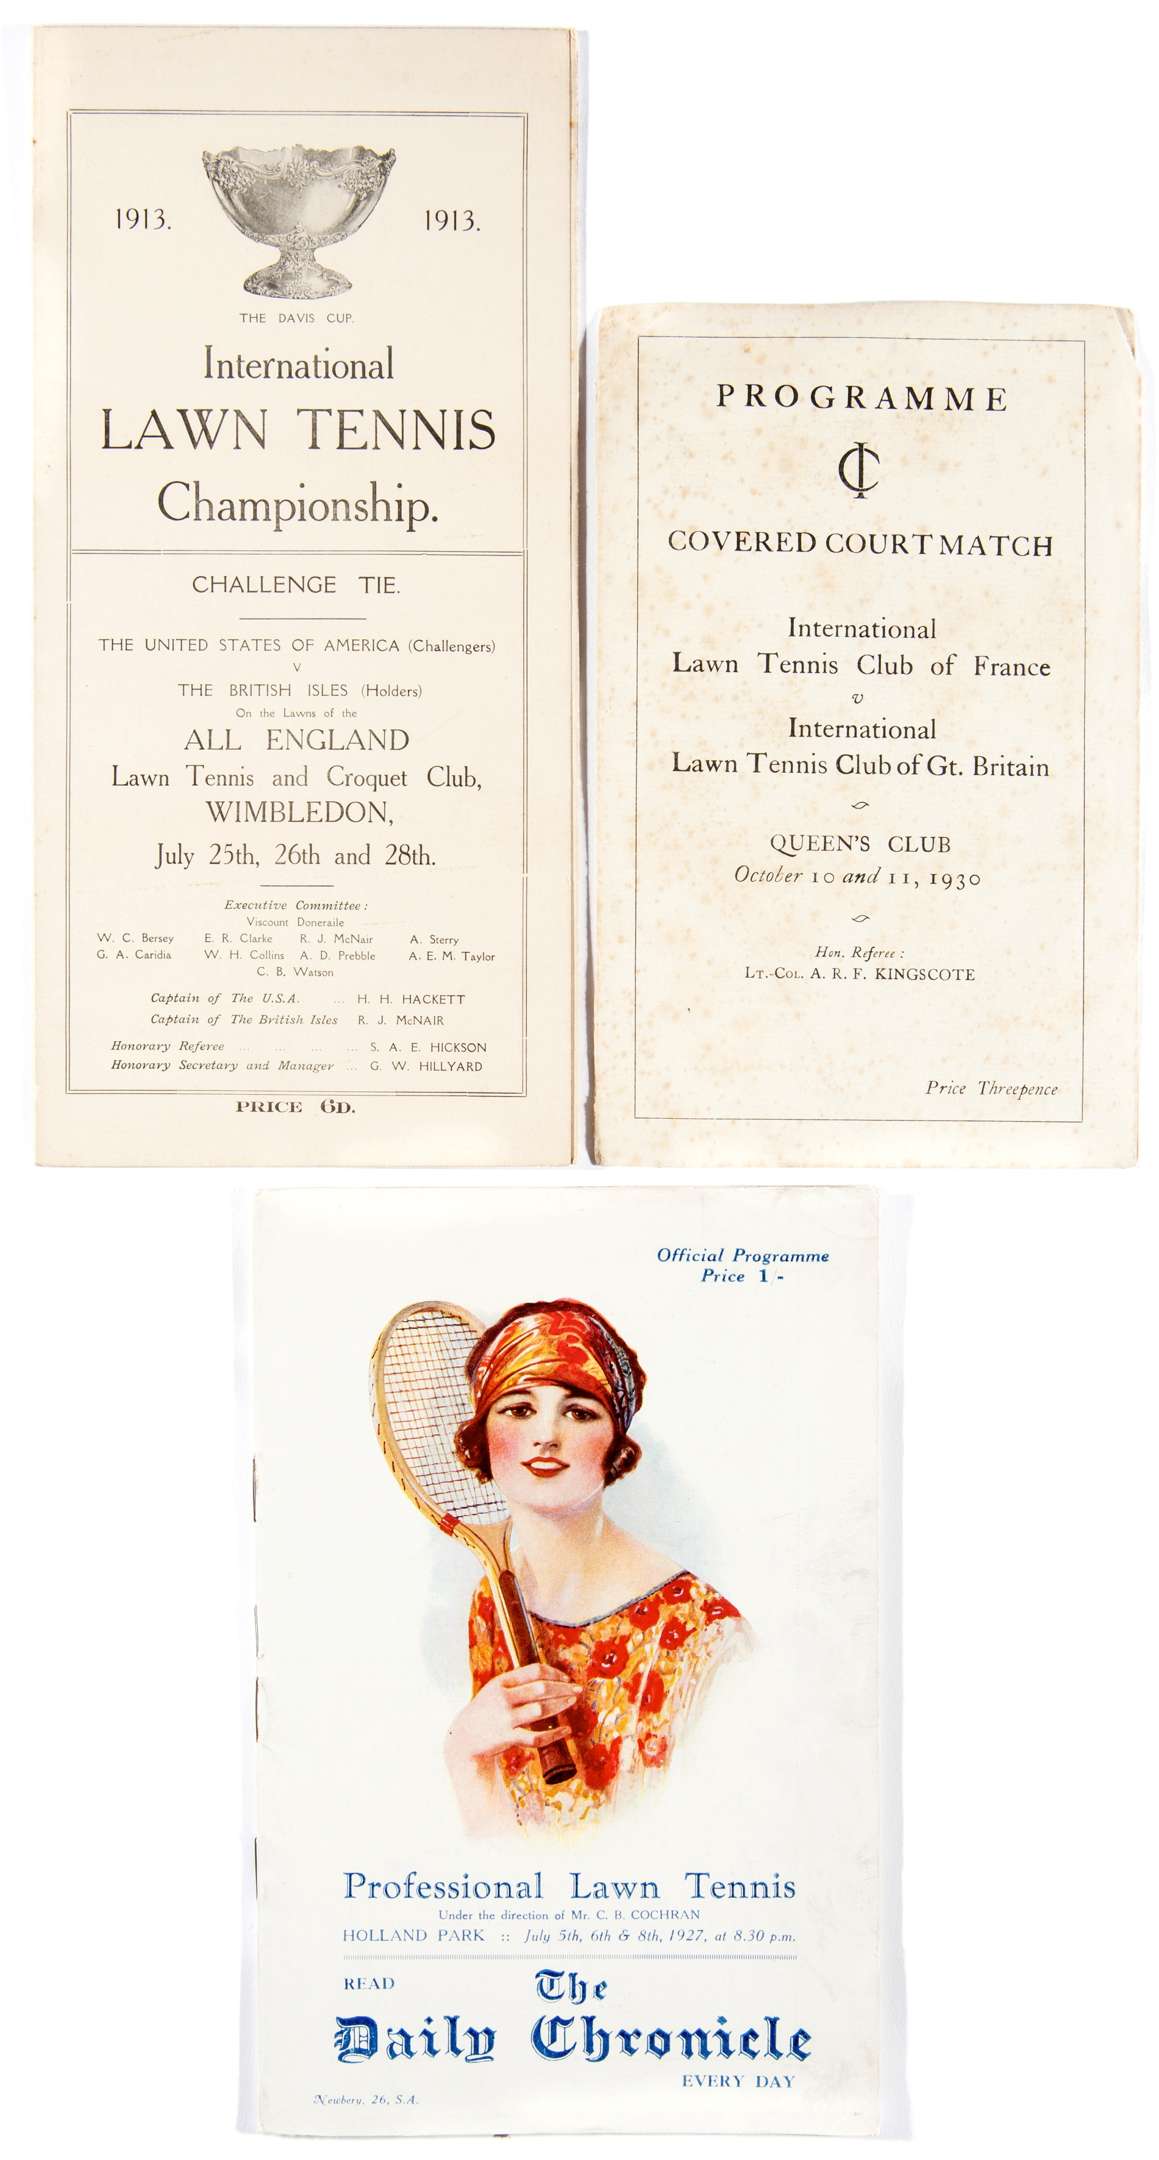 1913. 1913.
THE DAVIS CUP.
International
LAWN TENNIS
Championship.
CHALLENGE TIE.
THE UNITED STATES OF AMERICA (Challengers)
V
THE BRITISH ISLES (Holders)
On the Lawns of the
ALL ENGLAND
Lawn Tennis and Croquet Club,
WIMBLEDON,
July 25th, 26th and 28th.
Executive Committee:
Viscount Doneraile
W. C. Bersey E. R. Clarke R. J. McNair A. Sterry
G. A. Caridia W. H. Collins A. D. Prebble A. E. M. Taylor
C. B. Watson
Captain of The U.S.A. ... H. H. HACKETT
Captain of The British Isles R. J. McNAIR
Honorary Referee ... ... ... ... S. A. E. HICKSON
Honorary Secretary and Manager ... G. W. HILLYARD
PRICE 6D.
PROGRAMME
IC
COVERED COURT MATCH
International
Lawn Tennis Club of France
v
International
Lawn Tennis Club of Gt. Britain
QUEEN'S CLUB
October 10 and 11, 1930
Hon. Referee:
LT.-COL. A. R. F. KINGSCOTE
Price Threepence
Official Programme
Price 1/-
Professional Lawn Tennis
Under the direction of Mr. C. B. COCHRAN
HOLLAND PARK :: July 5th, 6th & 8th, 1927, at 8.30 p.m.
READ The
Daily Chronicle
EVERY DAY
Newbery, 26, S.A.